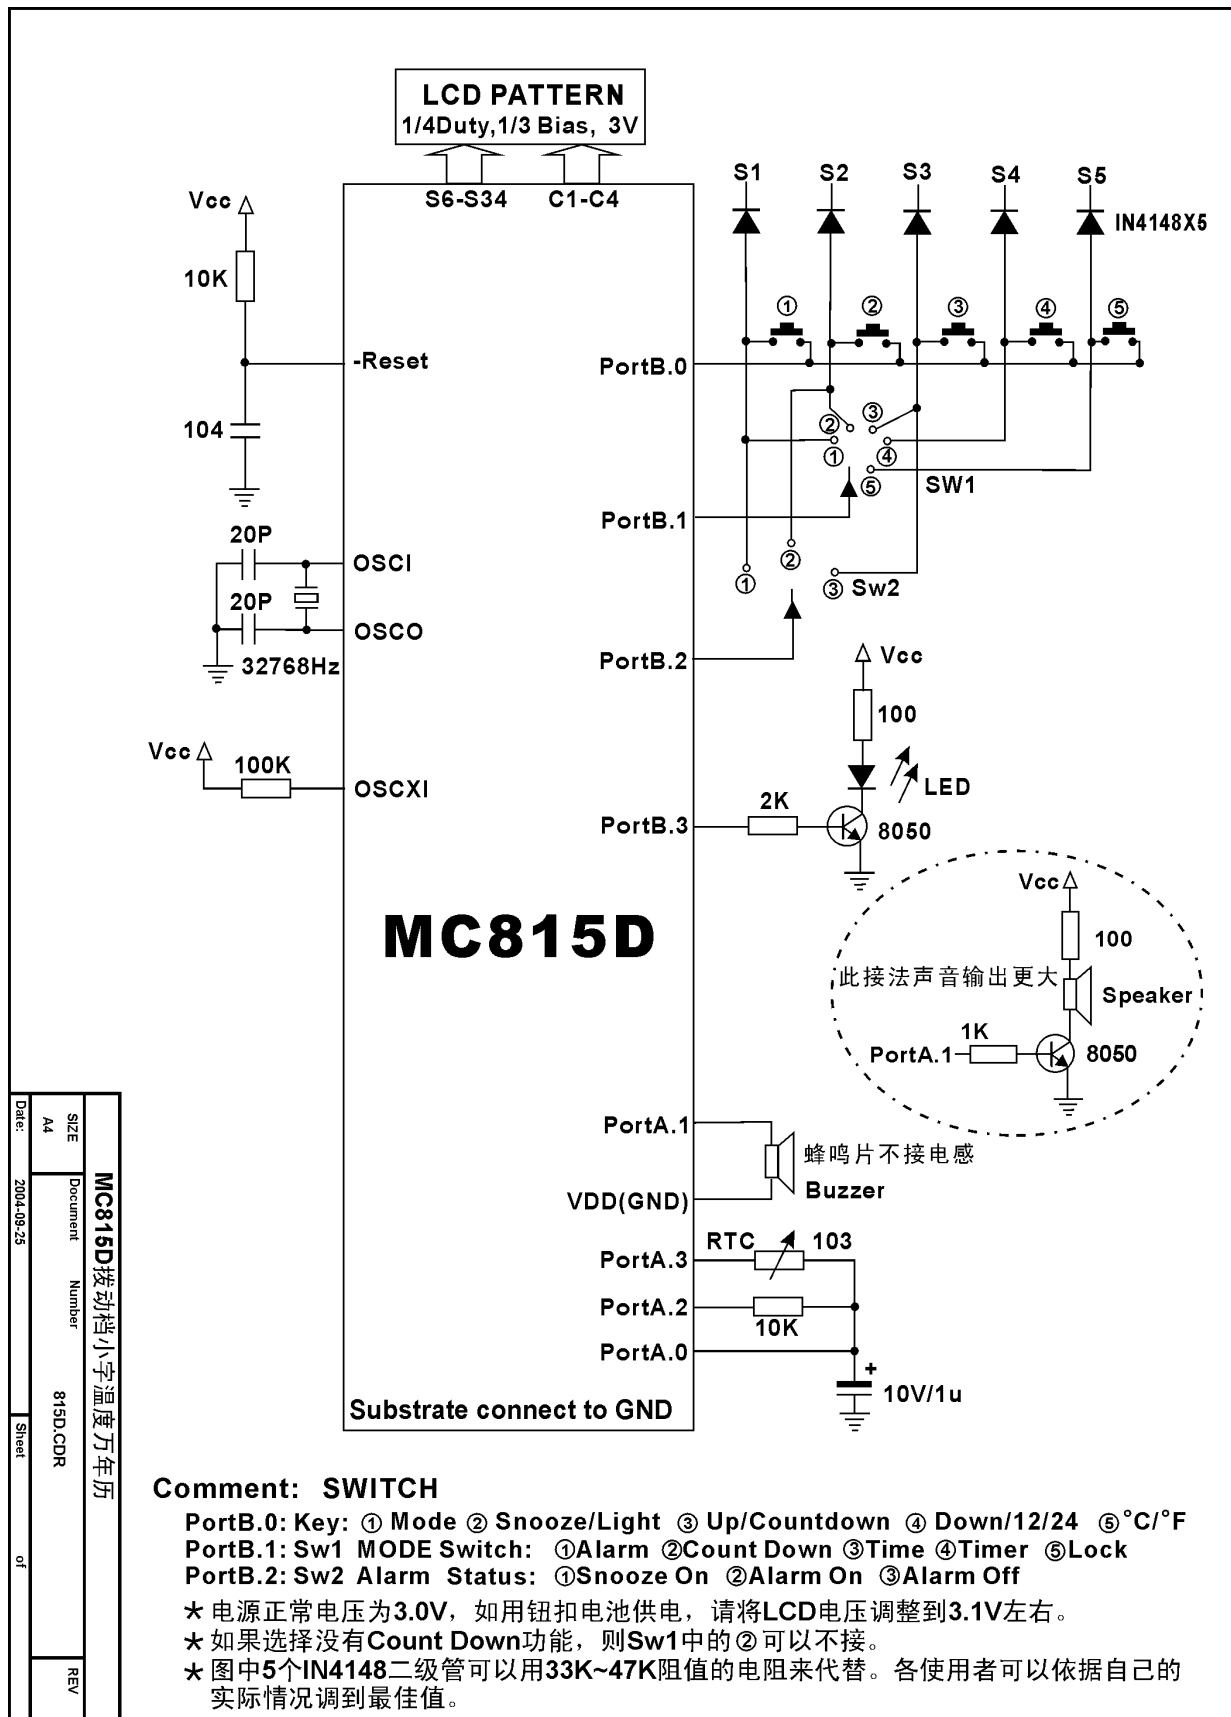 LCD PATTERN
1/4Duty,1/3 Bias, 3V
S6-S34 C1-C4
S1 S2 S3 S4 S5
IN4148X5
Vcc
10K
-Reset
104
① ② ③ ④ ⑤
PortB.0
② ③
① ④
⑤ SW1
PortB.1
20P
OSCI
20P
OSCO
32768Hz
② 
① ③ Sw2
PortB.2
Vcc
100
LED
2K
PortB.3
8050
Vcc
100K
OSCXI
MC815D
Vcc
100
此接法声音输出更大
Speaker
1K
PortA.1
8050
PortA.1
蜂鸣片不接电感
Buzzer
VDD(GND)
RTC 103
PortA.3
PortA.2
10K
PortA.0
+
10V/1u
Substrate connect to GND
MC815D拨动档小字温度万年历
SIZE Document Number REV
A4 815D.CDR
Date: 2004-09-25 Sheet of
Comment: SWITCH
PortB.0: Key: ① Mode ② Snooze/Light ③ Up/Countdown ④ Down/12/24 ⑤°C/°F
PortB.1: Sw1 MODE Switch: ①Alarm ②Count Down ③Time ④Timer ⑤Lock
PortB.2: Sw2 Alarm Status: ①Snooze On ②Alarm On ③Alarm Off
★电源正常电压为3.0V，如用钮扣电池供电，请将LCD电压调整到3.1V左右。
★如果选择没有Count Down功能，则Sw1中的②可以不接。
★图中5个IN4148二级管可以用33K~47K阻值的电阻来代替。各使用者可以依据自己的
实际情况调到最佳值。